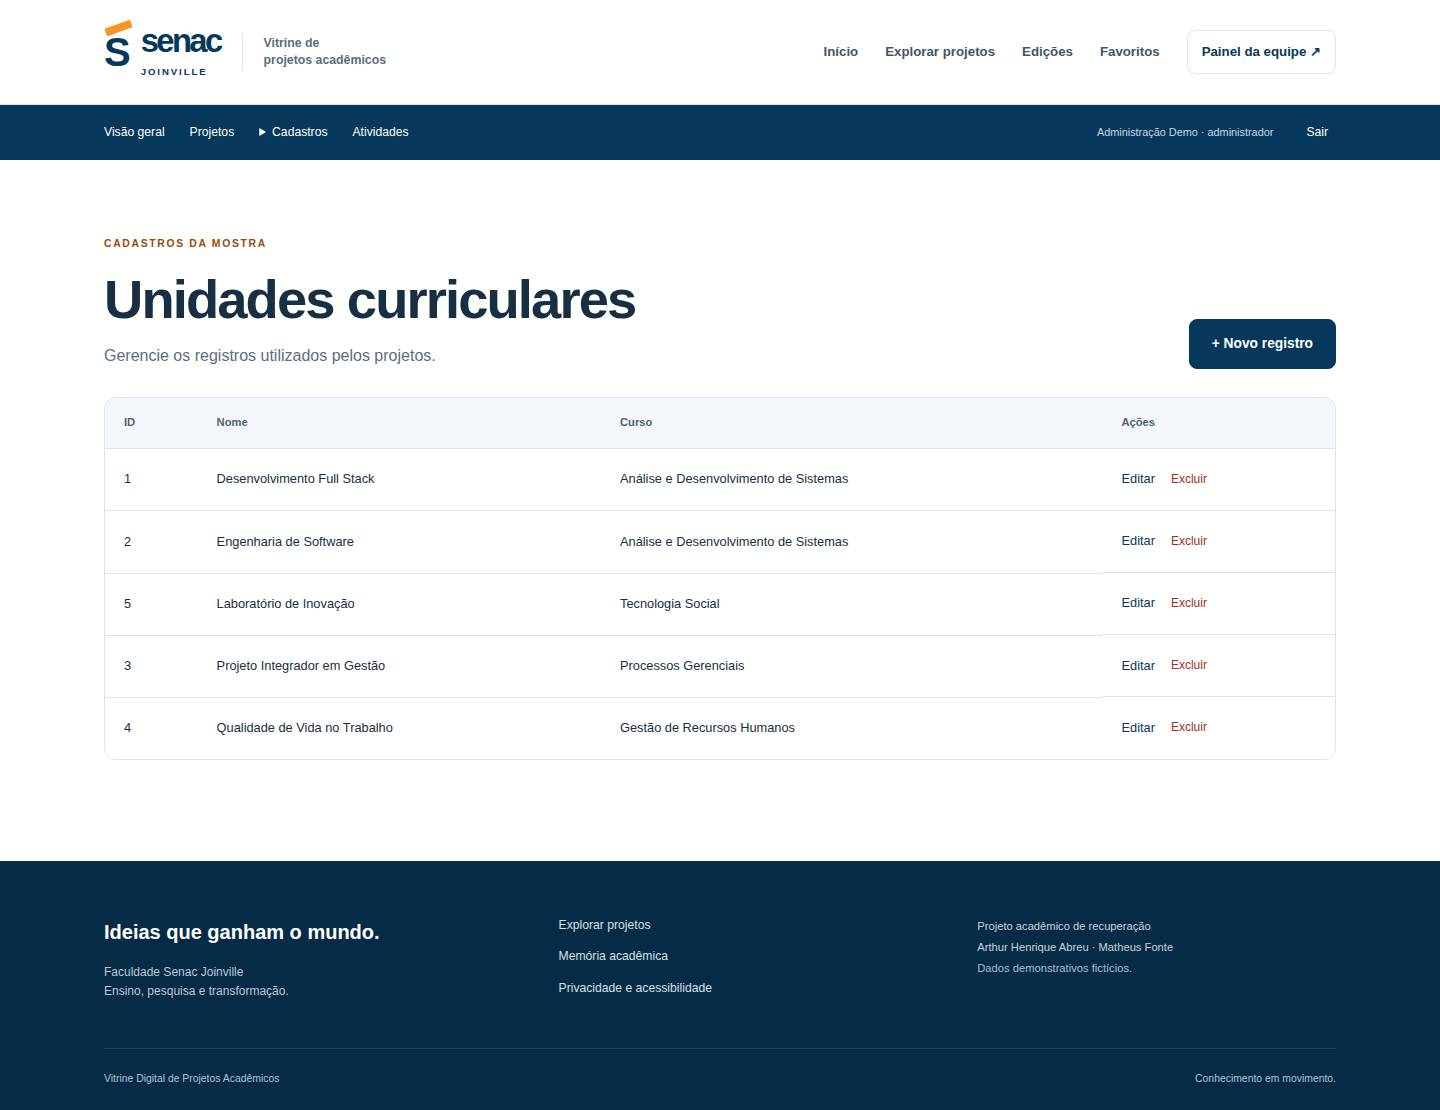 S senac
JOINVILLE
Vitrine de
projetos acadêmicos
Início Explorar projetos Edições Favoritos Painel da equipe ↗
Visão geral Projetos ▶ Cadastros Atividades Administração Demo · administrador Sair
CADASTROS DA MOSTRA
Unidades curriculares
Gerencie os registros utilizados pelos projetos.
+ Novo registro
ID Nome Curso Ações
1 Desenvolvimento Full Stack Análise e Desenvolvimento de Sistemas Editar Excluir
2 Engenharia de Software Análise e Desenvolvimento de Sistemas Editar Excluir
5 Laboratório de Inovação Tecnologia Social Editar Excluir
3 Projeto Integrador em Gestão Processos Gerenciais Editar Excluir
4 Qualidade de Vida no Trabalho Gestão de Recursos Humanos Editar Excluir
Ideias que ganham o mundo.
Faculdade Senac Joinville
Ensino, pesquisa e transformação.
Explorar projetos
Memória acadêmica
Privacidade e acessibilidade
Projeto acadêmico de recuperação
Arthur Henrique Abreu · Matheus Fonte
Dados demonstrativos fictícios.
Vitrine Digital de Projetos Acadêmicos
Conhecimento em movimento.